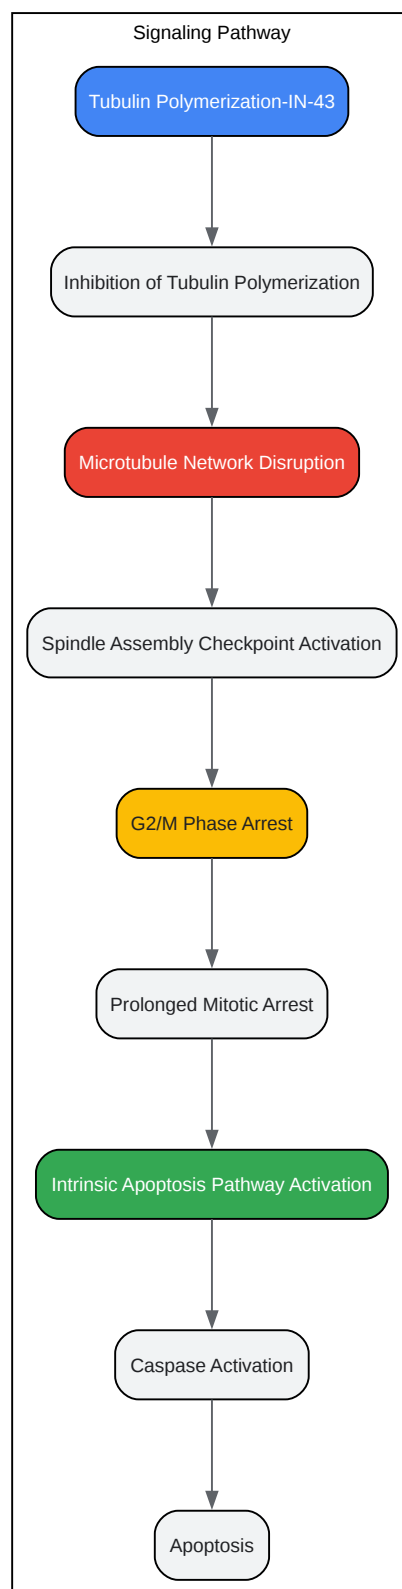 Signaling Pathway
Tubulin Polymerization-IN-43
Inhibition of Tubulin Polymerization
Microtubule Network Disruption
Spindle Assembly Checkpoint Activation
G2/M Phase Arrest
Prolonged Mitotic Arrest
Intrinsic Apoptosis Pathway Activation
Caspase Activation
Apoptosis